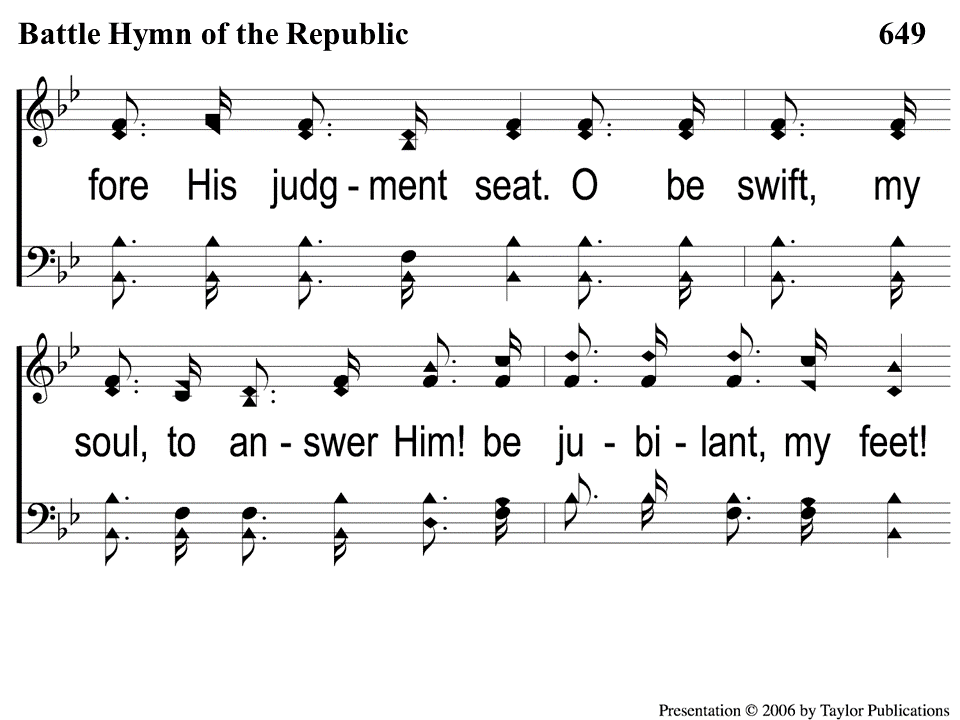 Battle Hymn of the Republic 649
fore His judg - ment seat. O be swift, my
soul, to an - swer Him! be ju - bi - lant, my feet!
Presentation © 2006 by Taylor Publications